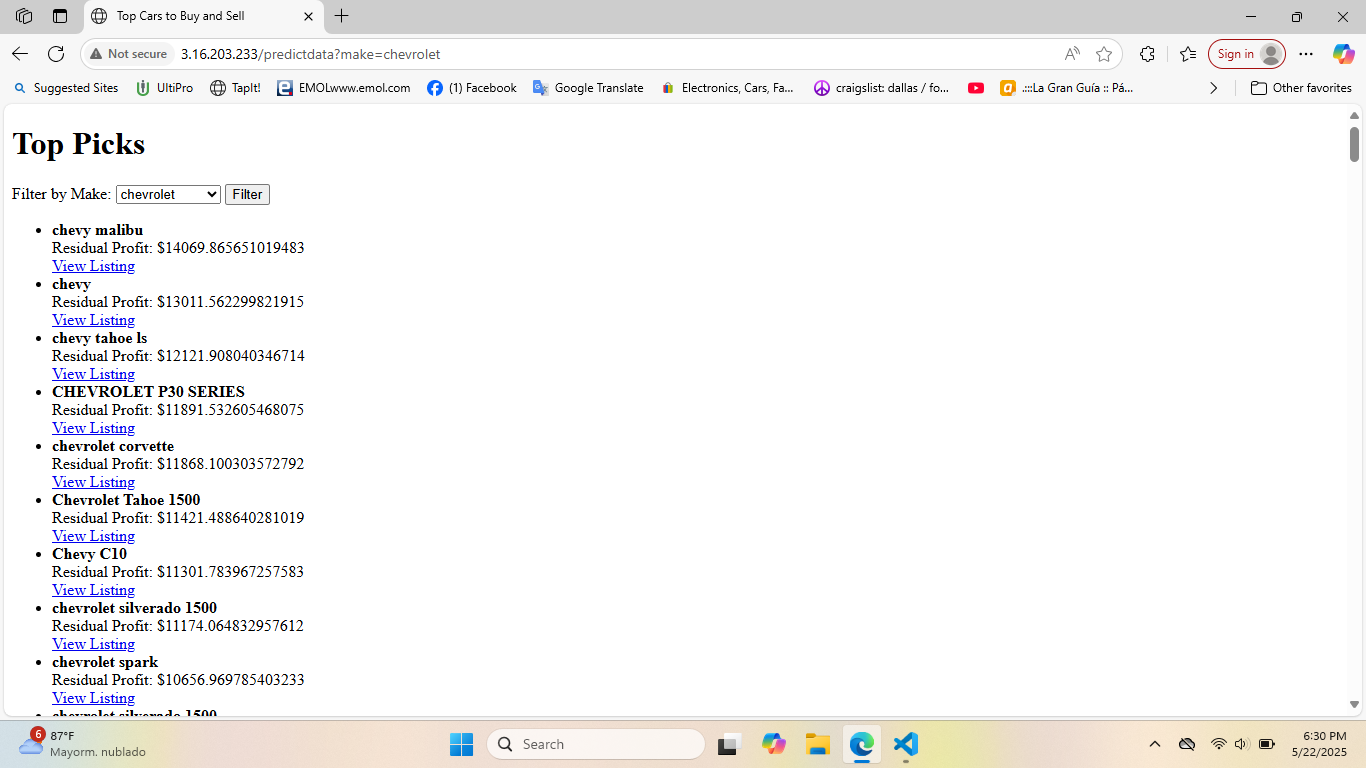 Top Cars to Buy and Sell
Not secure 3.16.203.233/predictdata?make=chevrolet
Sign in
Suggested Sites UltiPro TapIt! EMOLwww.emol.com (1) Facebook Google Translate Electronics, Cars, Fa... craigslist: dallas / fo... .:::La Gran Guía :: Pá... Other favorites
Top Picks
Filter by Make: chevrolet Filter
• chevy malibu
Residual Profit: $14069.865651019483
View Listing
• chevy
Residual Profit: $13011.562299821915
View Listing
• chevy tahoe ls
Residual Profit: $12121.908040346714
View Listing
• CHEVROLET P30 SERIES
Residual Profit: $11891.532605468075
View Listing
• chevrolet corvette
Residual Profit: $11868.100303572792
View Listing
• Chevrolet Tahoe 1500
Residual Profit: $11421.488640281019
View Listing
• Chevy C10
Residual Profit: $11301.783967257583
View Listing
• chevrolet silverado 1500
Residual Profit: $11174.064832957612
View Listing
• chevrolet spark
Residual Profit: $10656.969785403233
View Listing
• chevrolet silverado 1500
6
87°F
Mayorm. nublado
Search
6:30 PM
5/22/2025